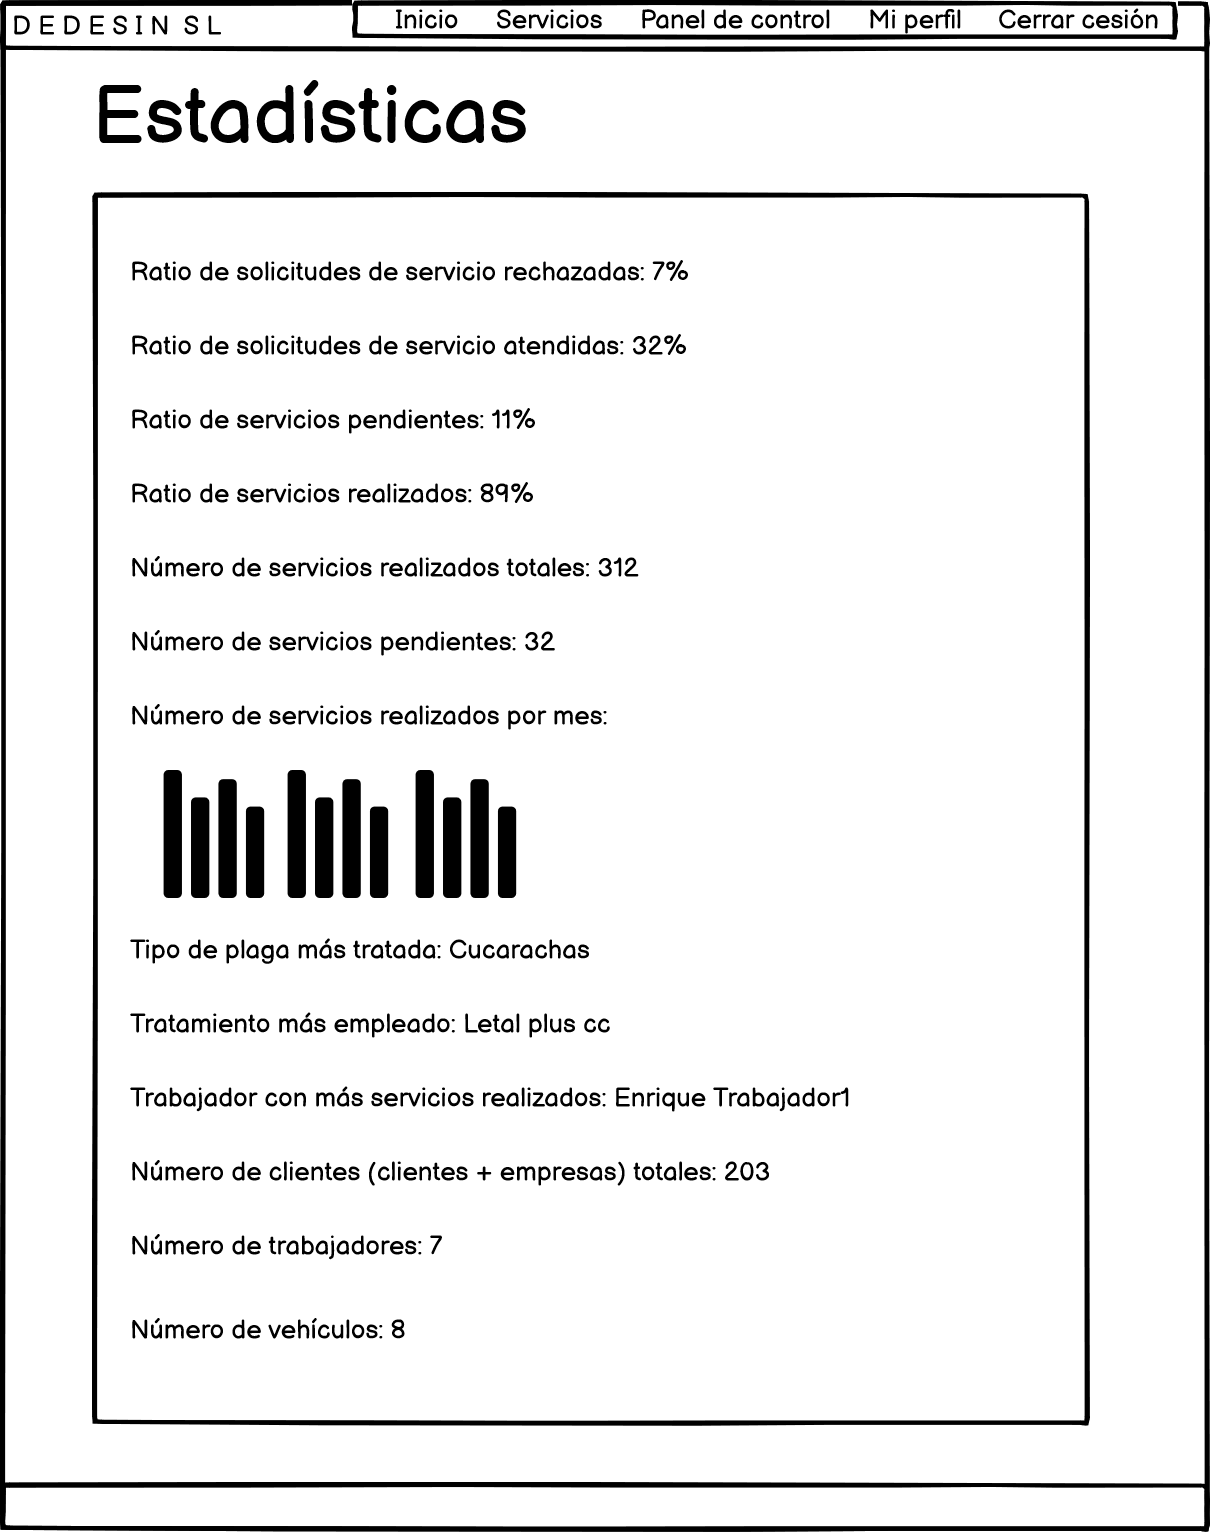 DEDESIN SL
Inicio Servicios Panel de control Mi perfil Cerrar cesión
Estadísticas
Ratio de solicitudes de servicio rechazadas: 7%
Ratio de solicitudes de servicio atendidas: 32%
Ratio de servicios pendientes: 11%
Ratio de servicios realizados: 89%
Número de servicios realizados totales: 312
Número de servicios pendientes: 32
Número de servicios realizados por mes:
Tipo de plaga más tratada: Cucarachas
Tratamiento más empleado: Letal plus cc
Trabajador con más servicios realizados: Enrique Trabajador1
Número de clientes (clientes + empresas) totales: 203
Número de trabajadores: 7
Número de vehículos: 8